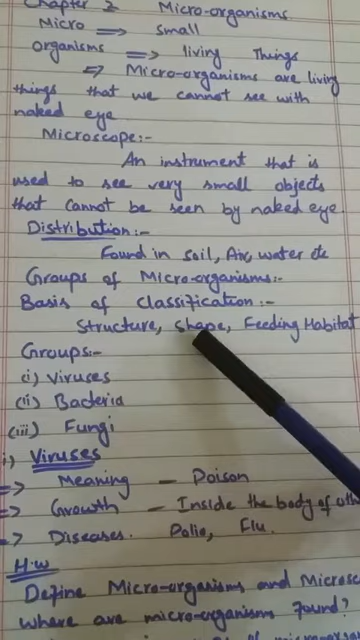 Chapter 2 Micro-organisms
Micro => small
organisms => living Things
=> Micro-organisms are living
things that we cannot see with
naked eye
Microscope:-
An instrument that is
used to see very small objects
that cannot be seen by naked eye.
Distribution:-
Found in soil, Air, water etc
Groups of Micro-organisms:-
Basis of classification:-
Structure, shape, Feeding Habitat
Groups:-
(i) Viruses
(ii) Bacteria
(iii) Fungi
i) Viruses
=> Meaning - Poison
=> Growth - Inside the body of
=> Diseases. Polio, Flu.
H.w
Define Micro-organisms and
where are micro-organisms found?